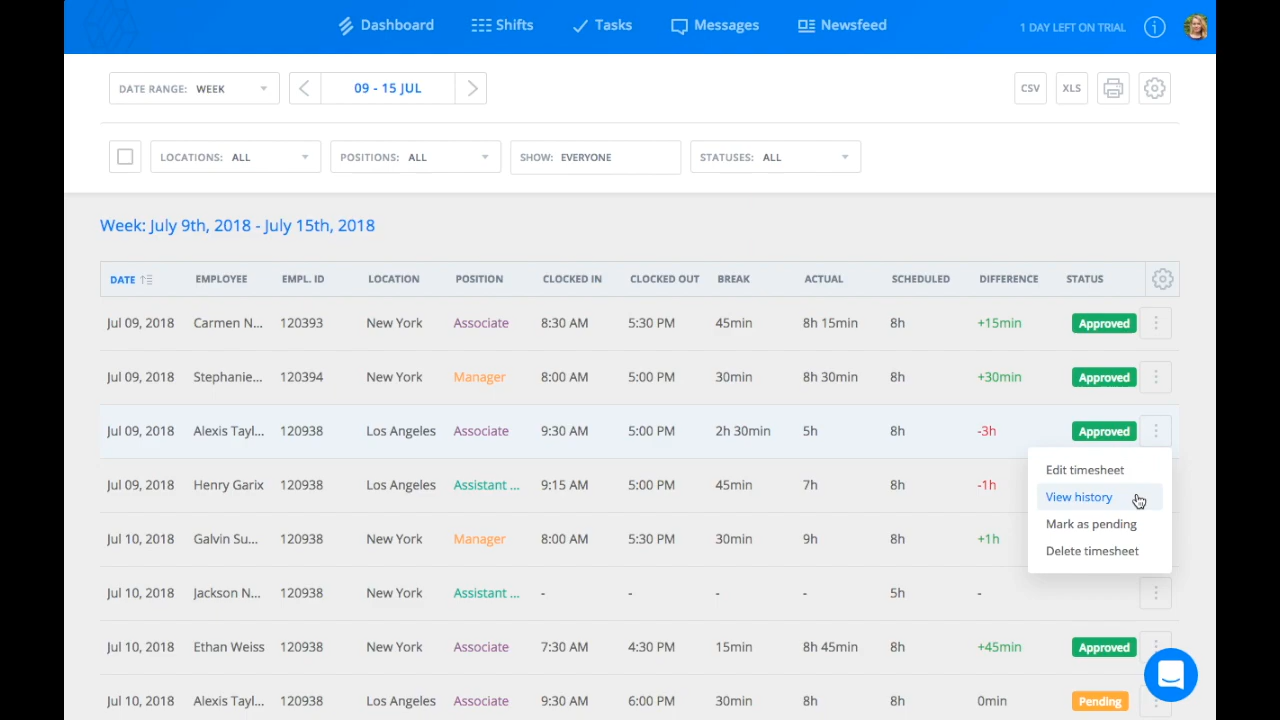 Dashboard Shifts Tasks Messages Newsfeed 1 DAY LEFT ON TRIAL
DATE RANGE: WEEK 09 - 15 JUL CSV XLS
LOCATIONS: ALL POSITIONS: ALL SHOW: EVERYONE STATUSES: ALL
Week: July 9th, 2018 - July 15th, 2018
DATE EMPLOYEE EMPL. ID LOCATION POSITION CLOCKED IN CLOCKED OUT BREAK ACTUAL SCHEDULED DIFFERENCE STATUS
Jul 09, 2018 Carmen N... 120393 New York Associate 8:30 AM 5:30 PM 45min 8h 15min 8h +15min Approved
Jul 09, 2018 Stephanie... 120394 New York Manager 8:00 AM 5:00 PM 30min 8h 30min 8h +30min Approved
Jul 09, 2018 Alexis Tayl... 120938 Los Angeles Associate 9:30 AM 5:00 PM 2h 30min 5h 8h -3h Approved
Edit timesheet
Jul 09, 2018 Henry Garix 120938 Los Angeles Assistant ... 9:15 AM 5:00 PM 45min 7h 8h -1h
View history
Mark as pending
Jul 10, 2018 Galvin Su... 120938 New York Manager 8:00 AM 5:30 PM 30min 9h 8h +1h
Delete timesheet
Jul 10, 2018 Jackson N... 120938 New York Assistant ... - - - - 5h -
Jul 10, 2018 Ethan Weiss 120938 New York Associate 7:30 AM 4:30 PM 15min 8h 45min 8h +45min Approved
Jul 10, 2018 Alexis Tayl... 120938 Los Angeles Associate 9:30 AM 6:00 PM 30min 8h 8h 0min Pending